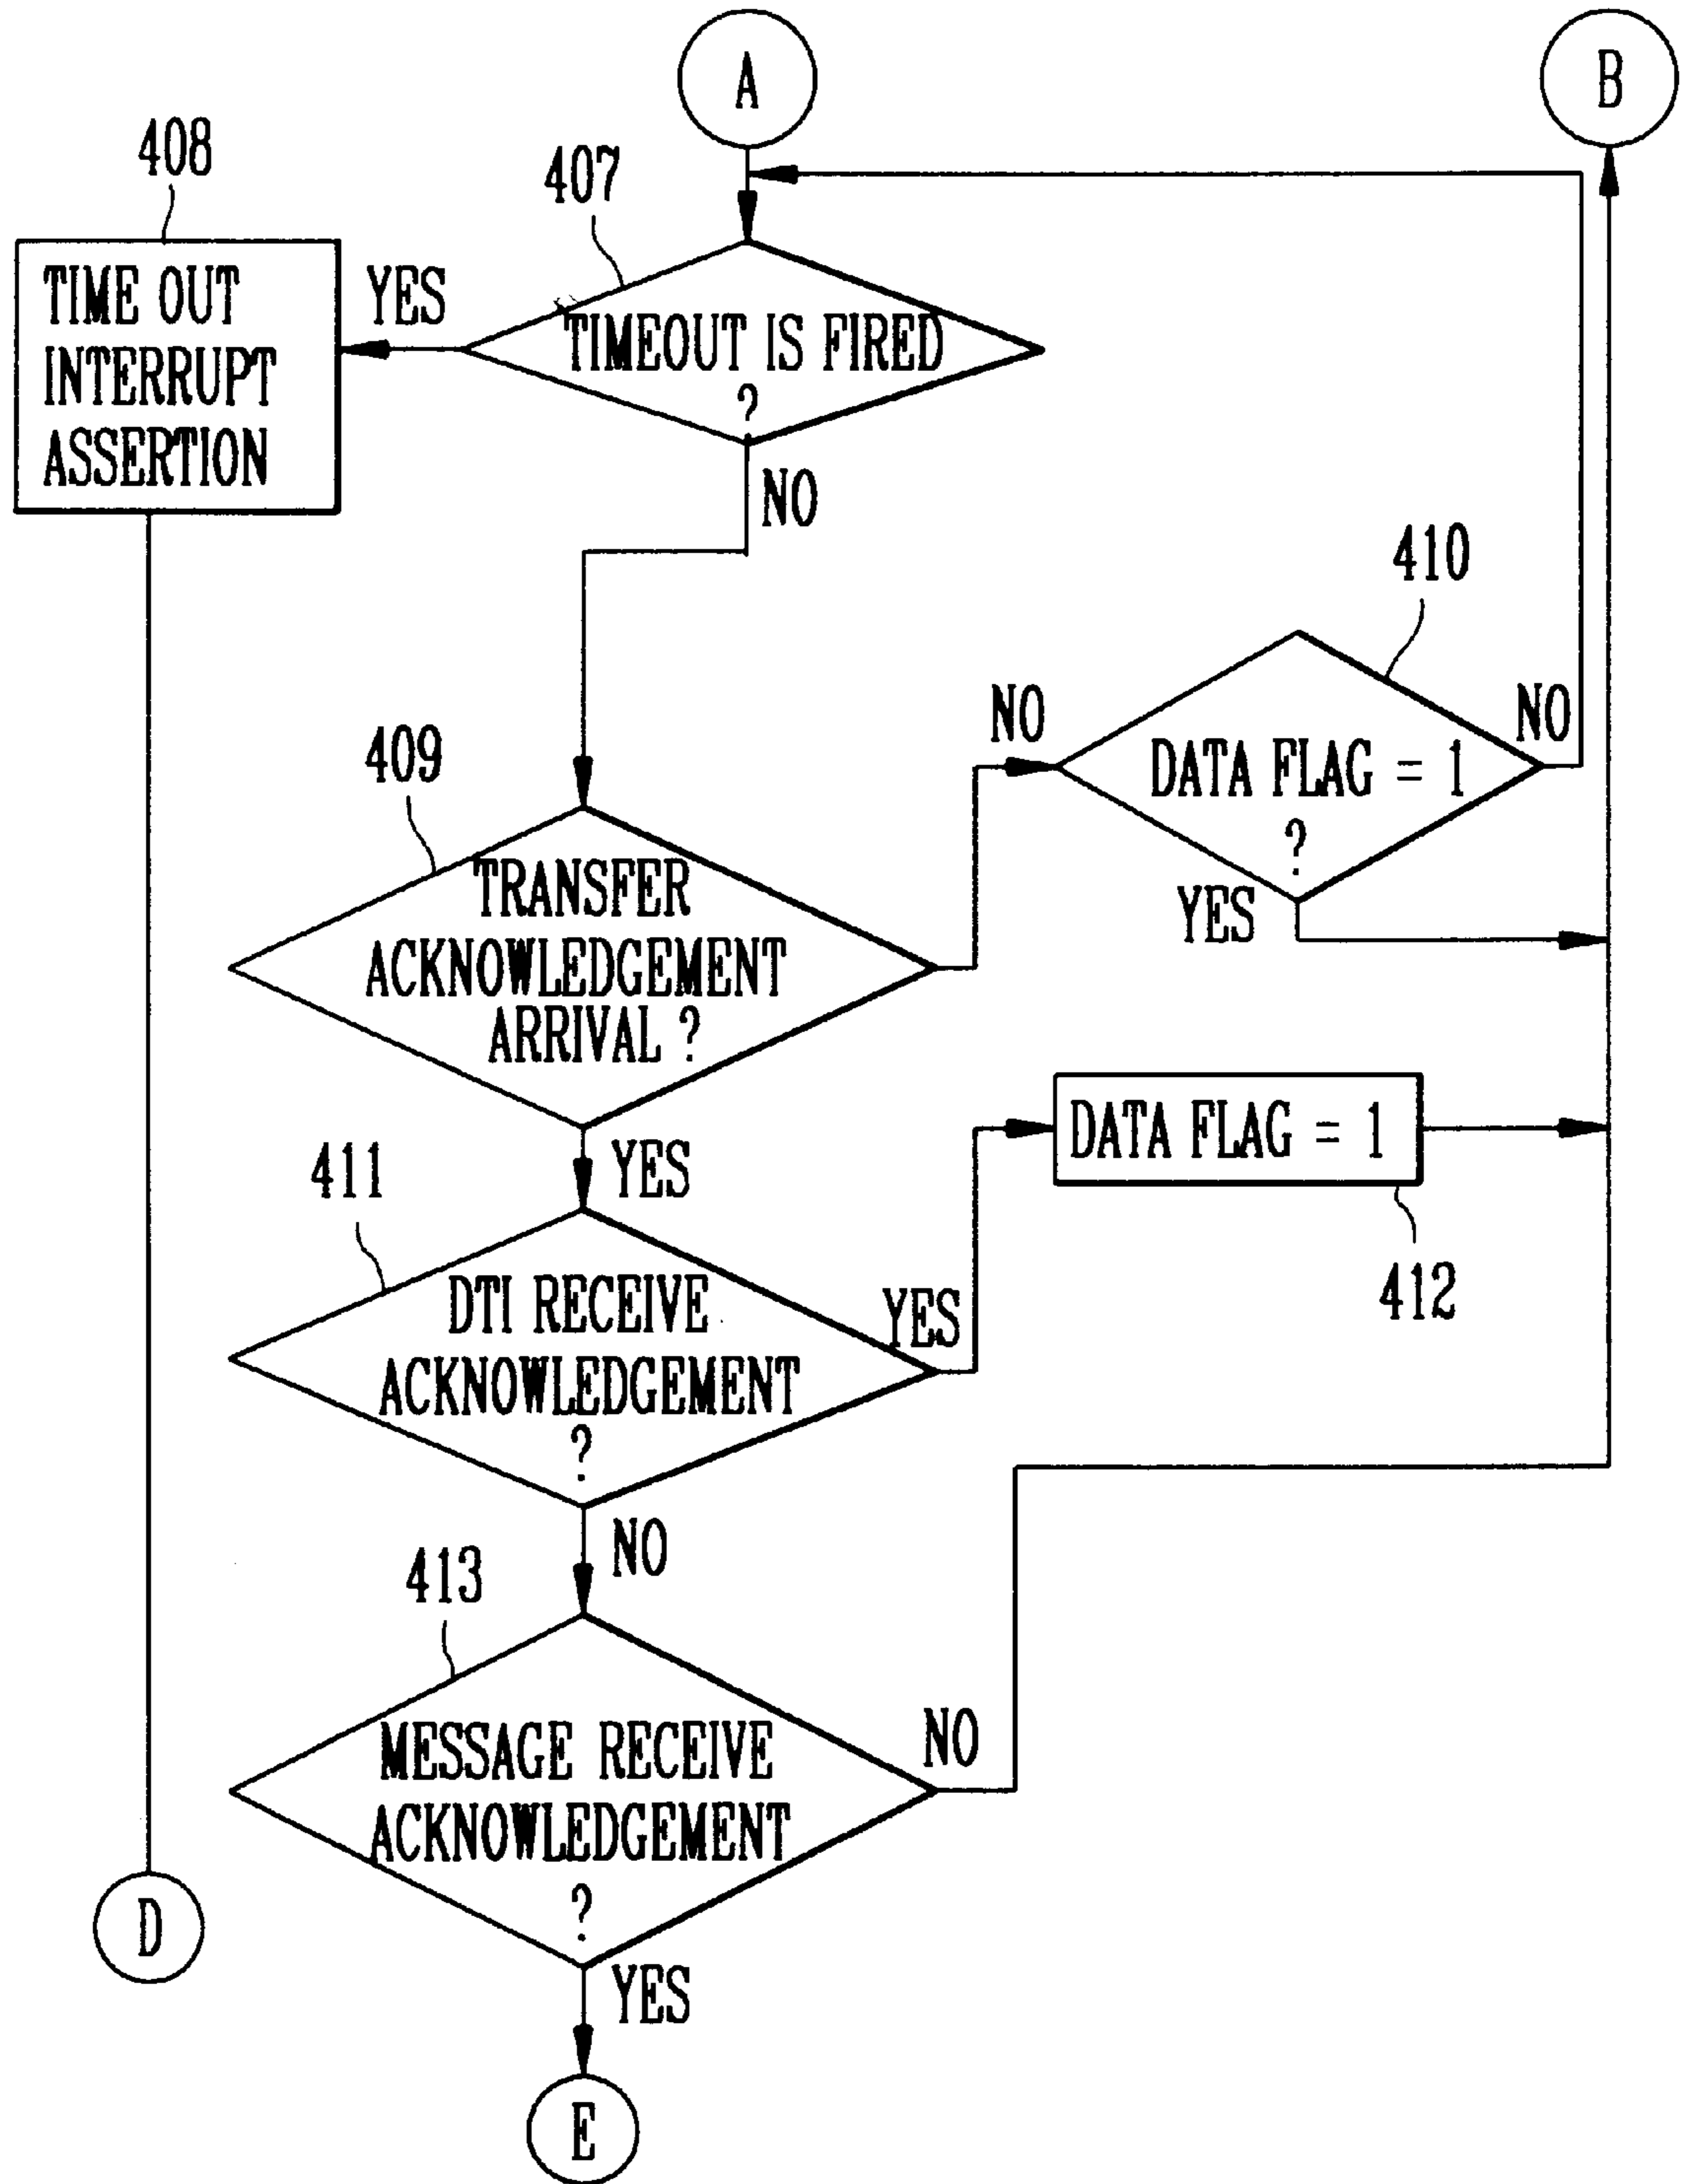 A
B
408
407
TIME OUT
INTERRUPT
ASSERTION
YES
TIMEOUT IS FIRED
?
NO
410
NO
NO
DATA FLAG = 1
?
YES
409
TRANSFER
ACKNOWLEDGEMENT
ARRIVAL ?
YES
DATA FLAG = 1
412
411
DTI RECEIVE
ACKNOWLEDGEMENT
?
YES
NO
413
MESSAGE RECEIVE
ACKNOWLEDGEMENT
?
NO
YES
D
E